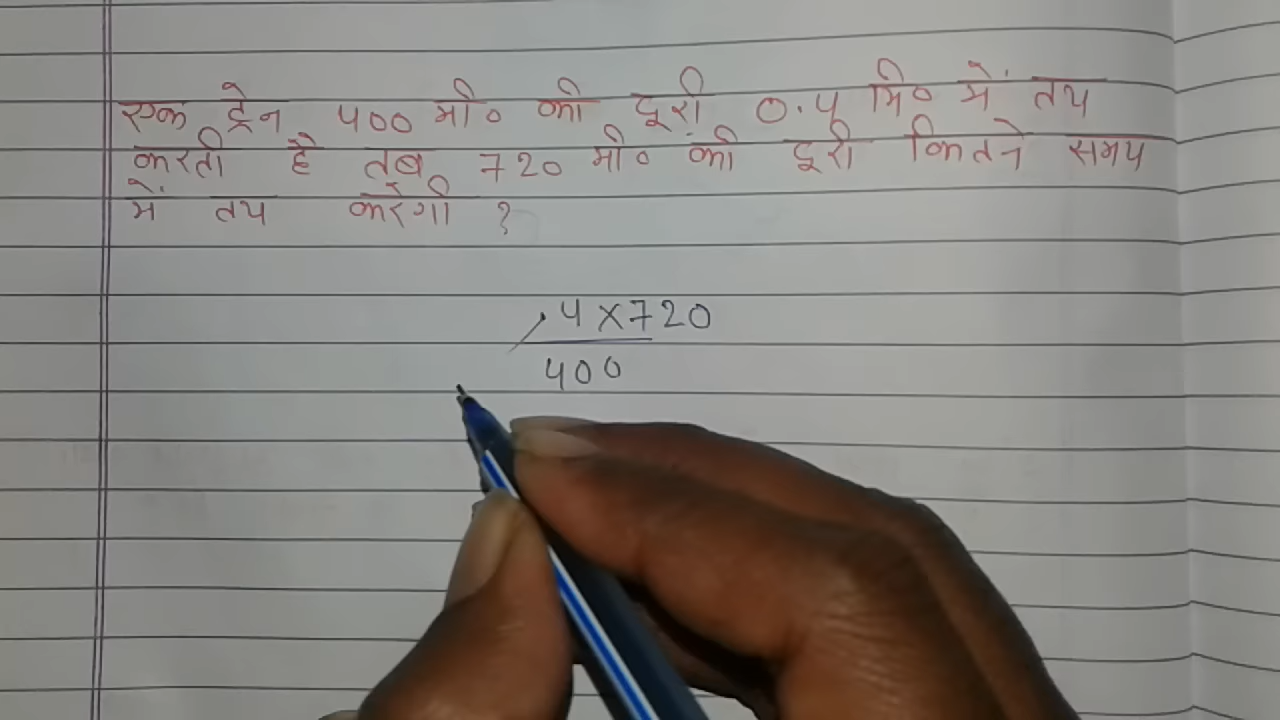 एक ट्रेन 400 मी० की दूरी 0.4 मि० में तय
करती है तब 720 मी० की दूरी कितने समय
में तय करेगी ?
.4 × 720
400